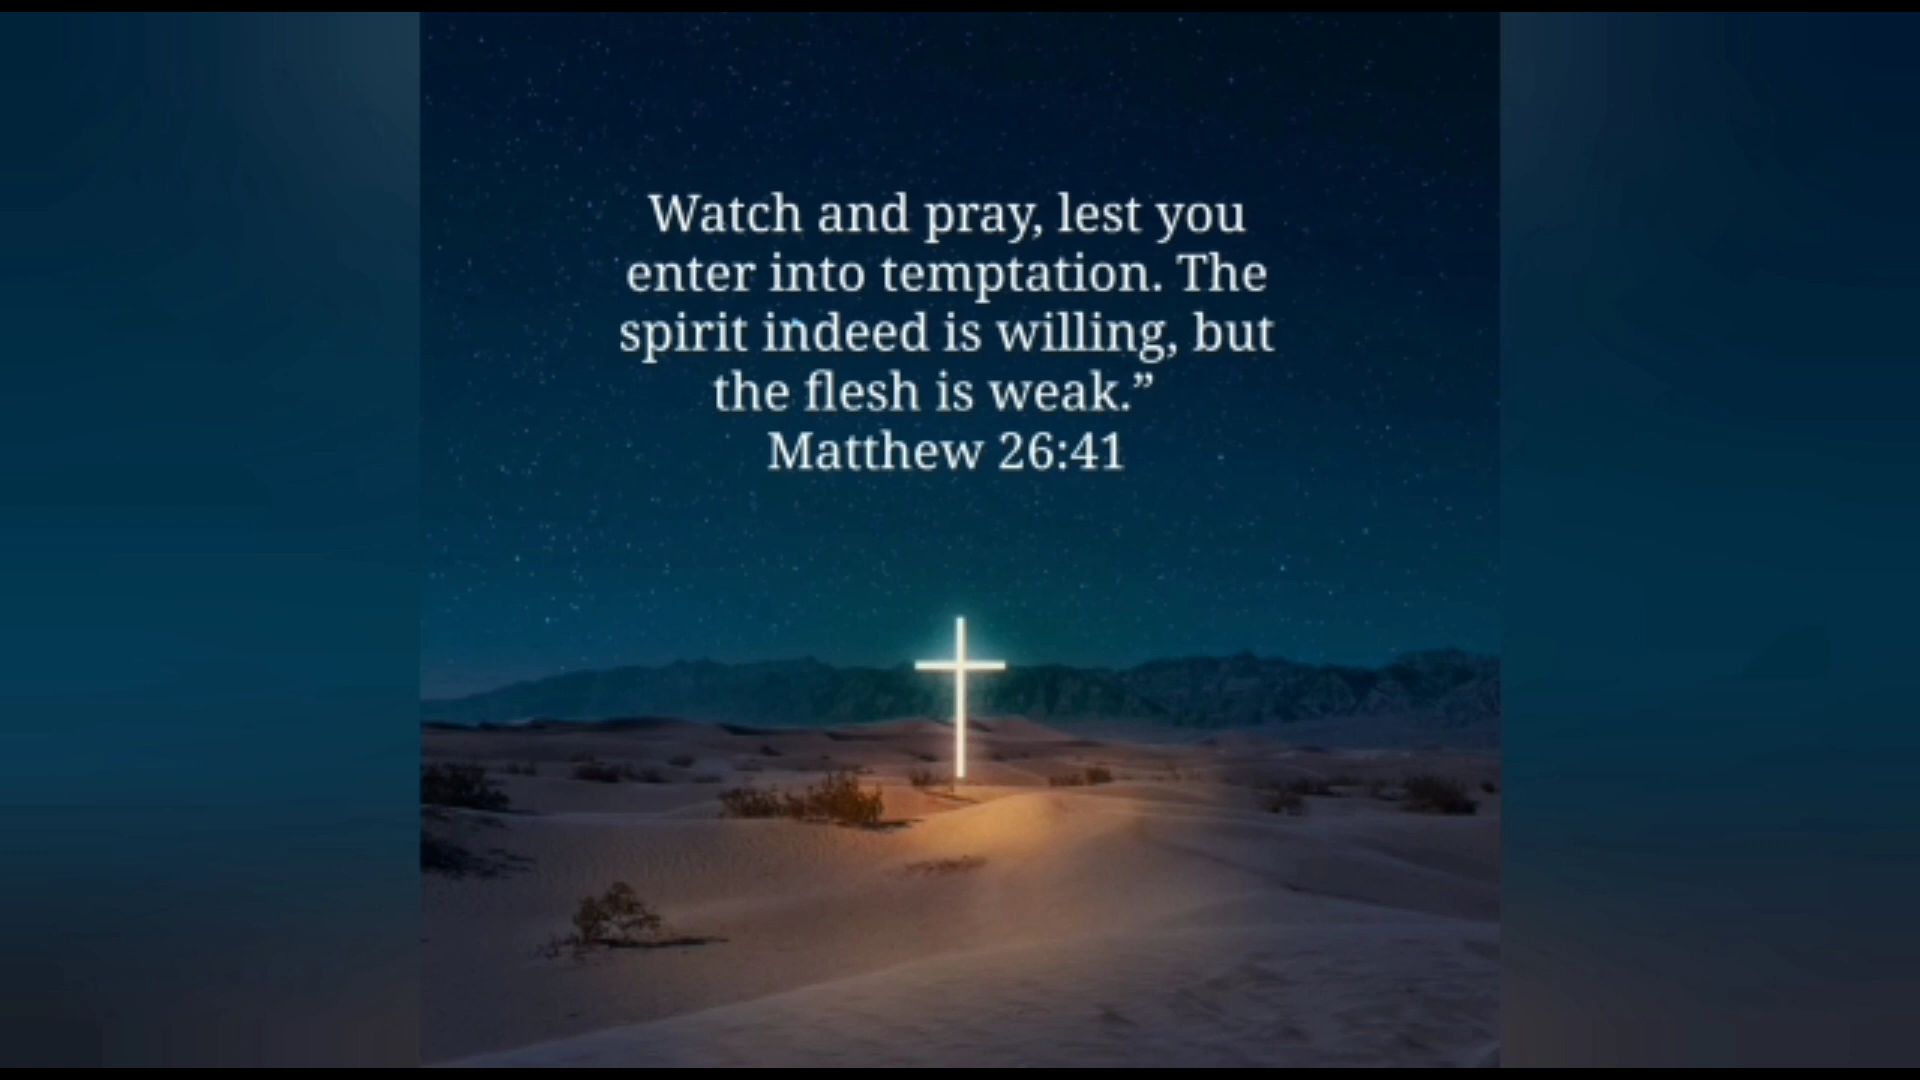 Watch and pray, lest you
enter into temptation. The
spirit indeed is willing, but
the flesh is weak.”
Matthew 26:41